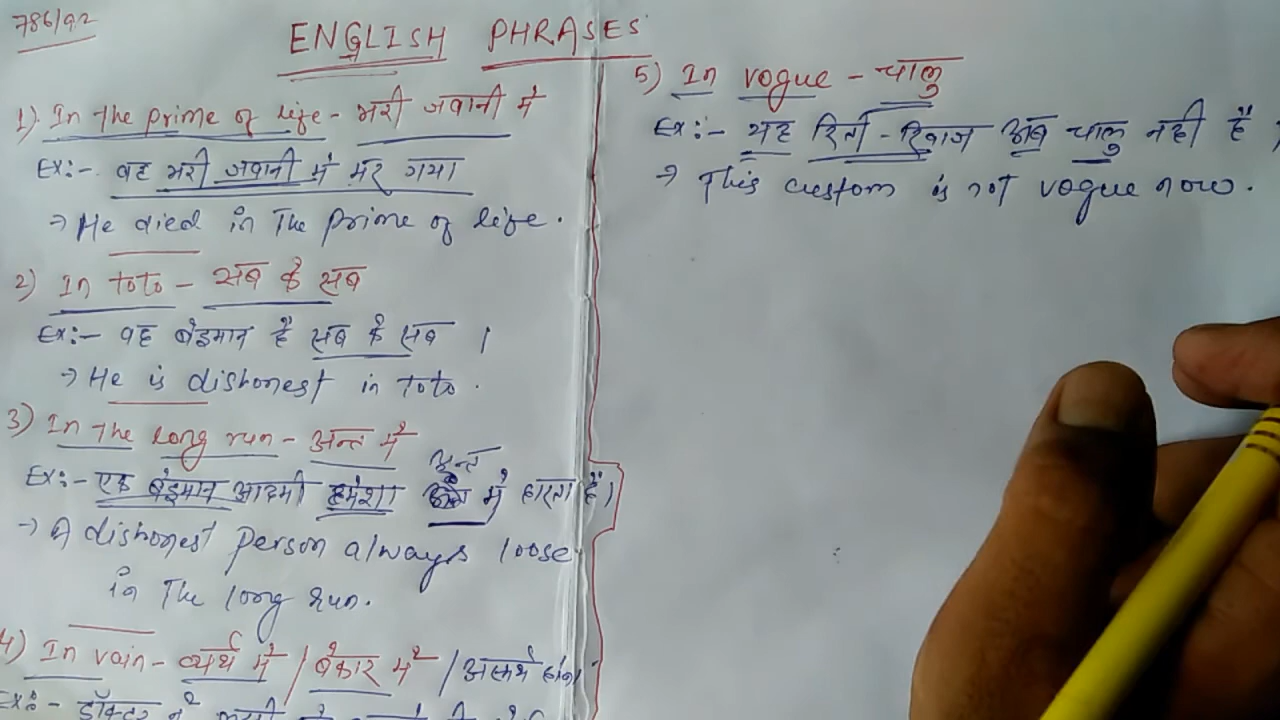 786/92
ENGLISH PHRASES
1) In the prime of life - भरी जवानी में
Ex:- वह भरी जवानी में मर गया
→ He died in The prime of life.
2) In toto - सब के सब
Ex:- वह बेइमान है सब के सब ।
→ He is dishonest in toto.
3) In the long run - अन्त में
Ex:- एक बेइमान आदमी हमेशा अन्त में हारता है।
→ A dishonest person always loose
in The long run.
4) In vain - व्यर्थ में / बेकार में /
Ex:- डॉक्टर ने
5) In vogue - चालु
Ex:- यह रिती-रिवाज अब चालु नही है।
→ This custom is not vogue now.